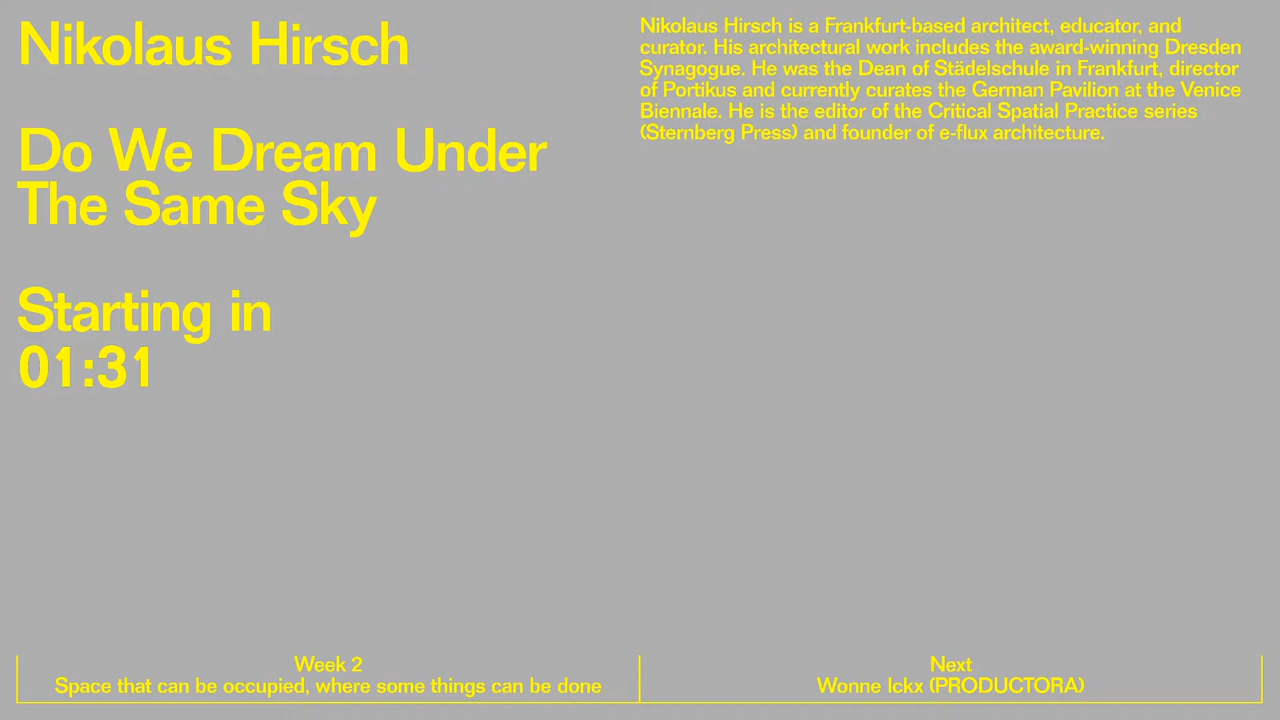 Nikolaus Hirsch
Do We Dream Under
The Same Sky
Starting in
01:31
Nikolaus Hirsch is a Frankfurt-based architect, educator, and
curator. His architectural work includes the award-winning Dresden
Synagogue. He was the Dean of Städelschule in Frankfurt, director
of Portikus and currently curates the German Pavilion at the Venice
Biennale. He is the editor of the Critical Spatial Practice series
(Sternberg Press) and founder of e-flux architecture.
Week 2
Space that can be occupied, where some things can be done
Next
Wonne Ickx (PRODUCTORA)